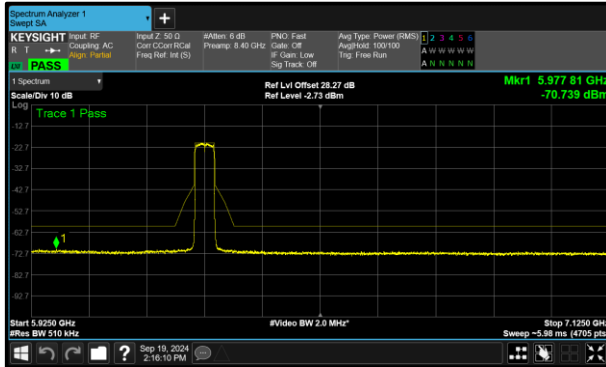 Spectrum Analyzer 1
Swept SA
+
KEYSIGHT
R T
PASS
Input: RF
Coupling: AC
Align: Partial
Input Z: 50 Ω
Corr CCorr RCal
Freq Ref: Int (S)
#Atten: 6 dB
Preamp: 8.40 GHz
PNO: Fast
Gate: Off
IF Gain: Low
Sig Track: Off
Avg Type: Power (RMS)
Avg|Hold: 100/100
Trig: Free Run
1 2 3 4 5 6
A W W W W W
A N N N N N
1 Spectrum
Scale/Div 10 dB
Ref Lvl Offset 28.27 dB
Ref Level -2.73 dBm
Mkr1 5.977 81 GHz
-70.739 dBm
Log
Trace 1 Pass
-12.7
-22.7
-32.7
-42.7
-52.7
1
-62.7
-72.7
-82.7
-92.7
Start 5.9250 GHz
#Res BW 510 kHz
#Video BW 2.0 MHz*
Stop 7.1250 GHz
Sweep ~5.98 ms (4705 pts)
?
Sep 19, 2024
2:16:10 PM